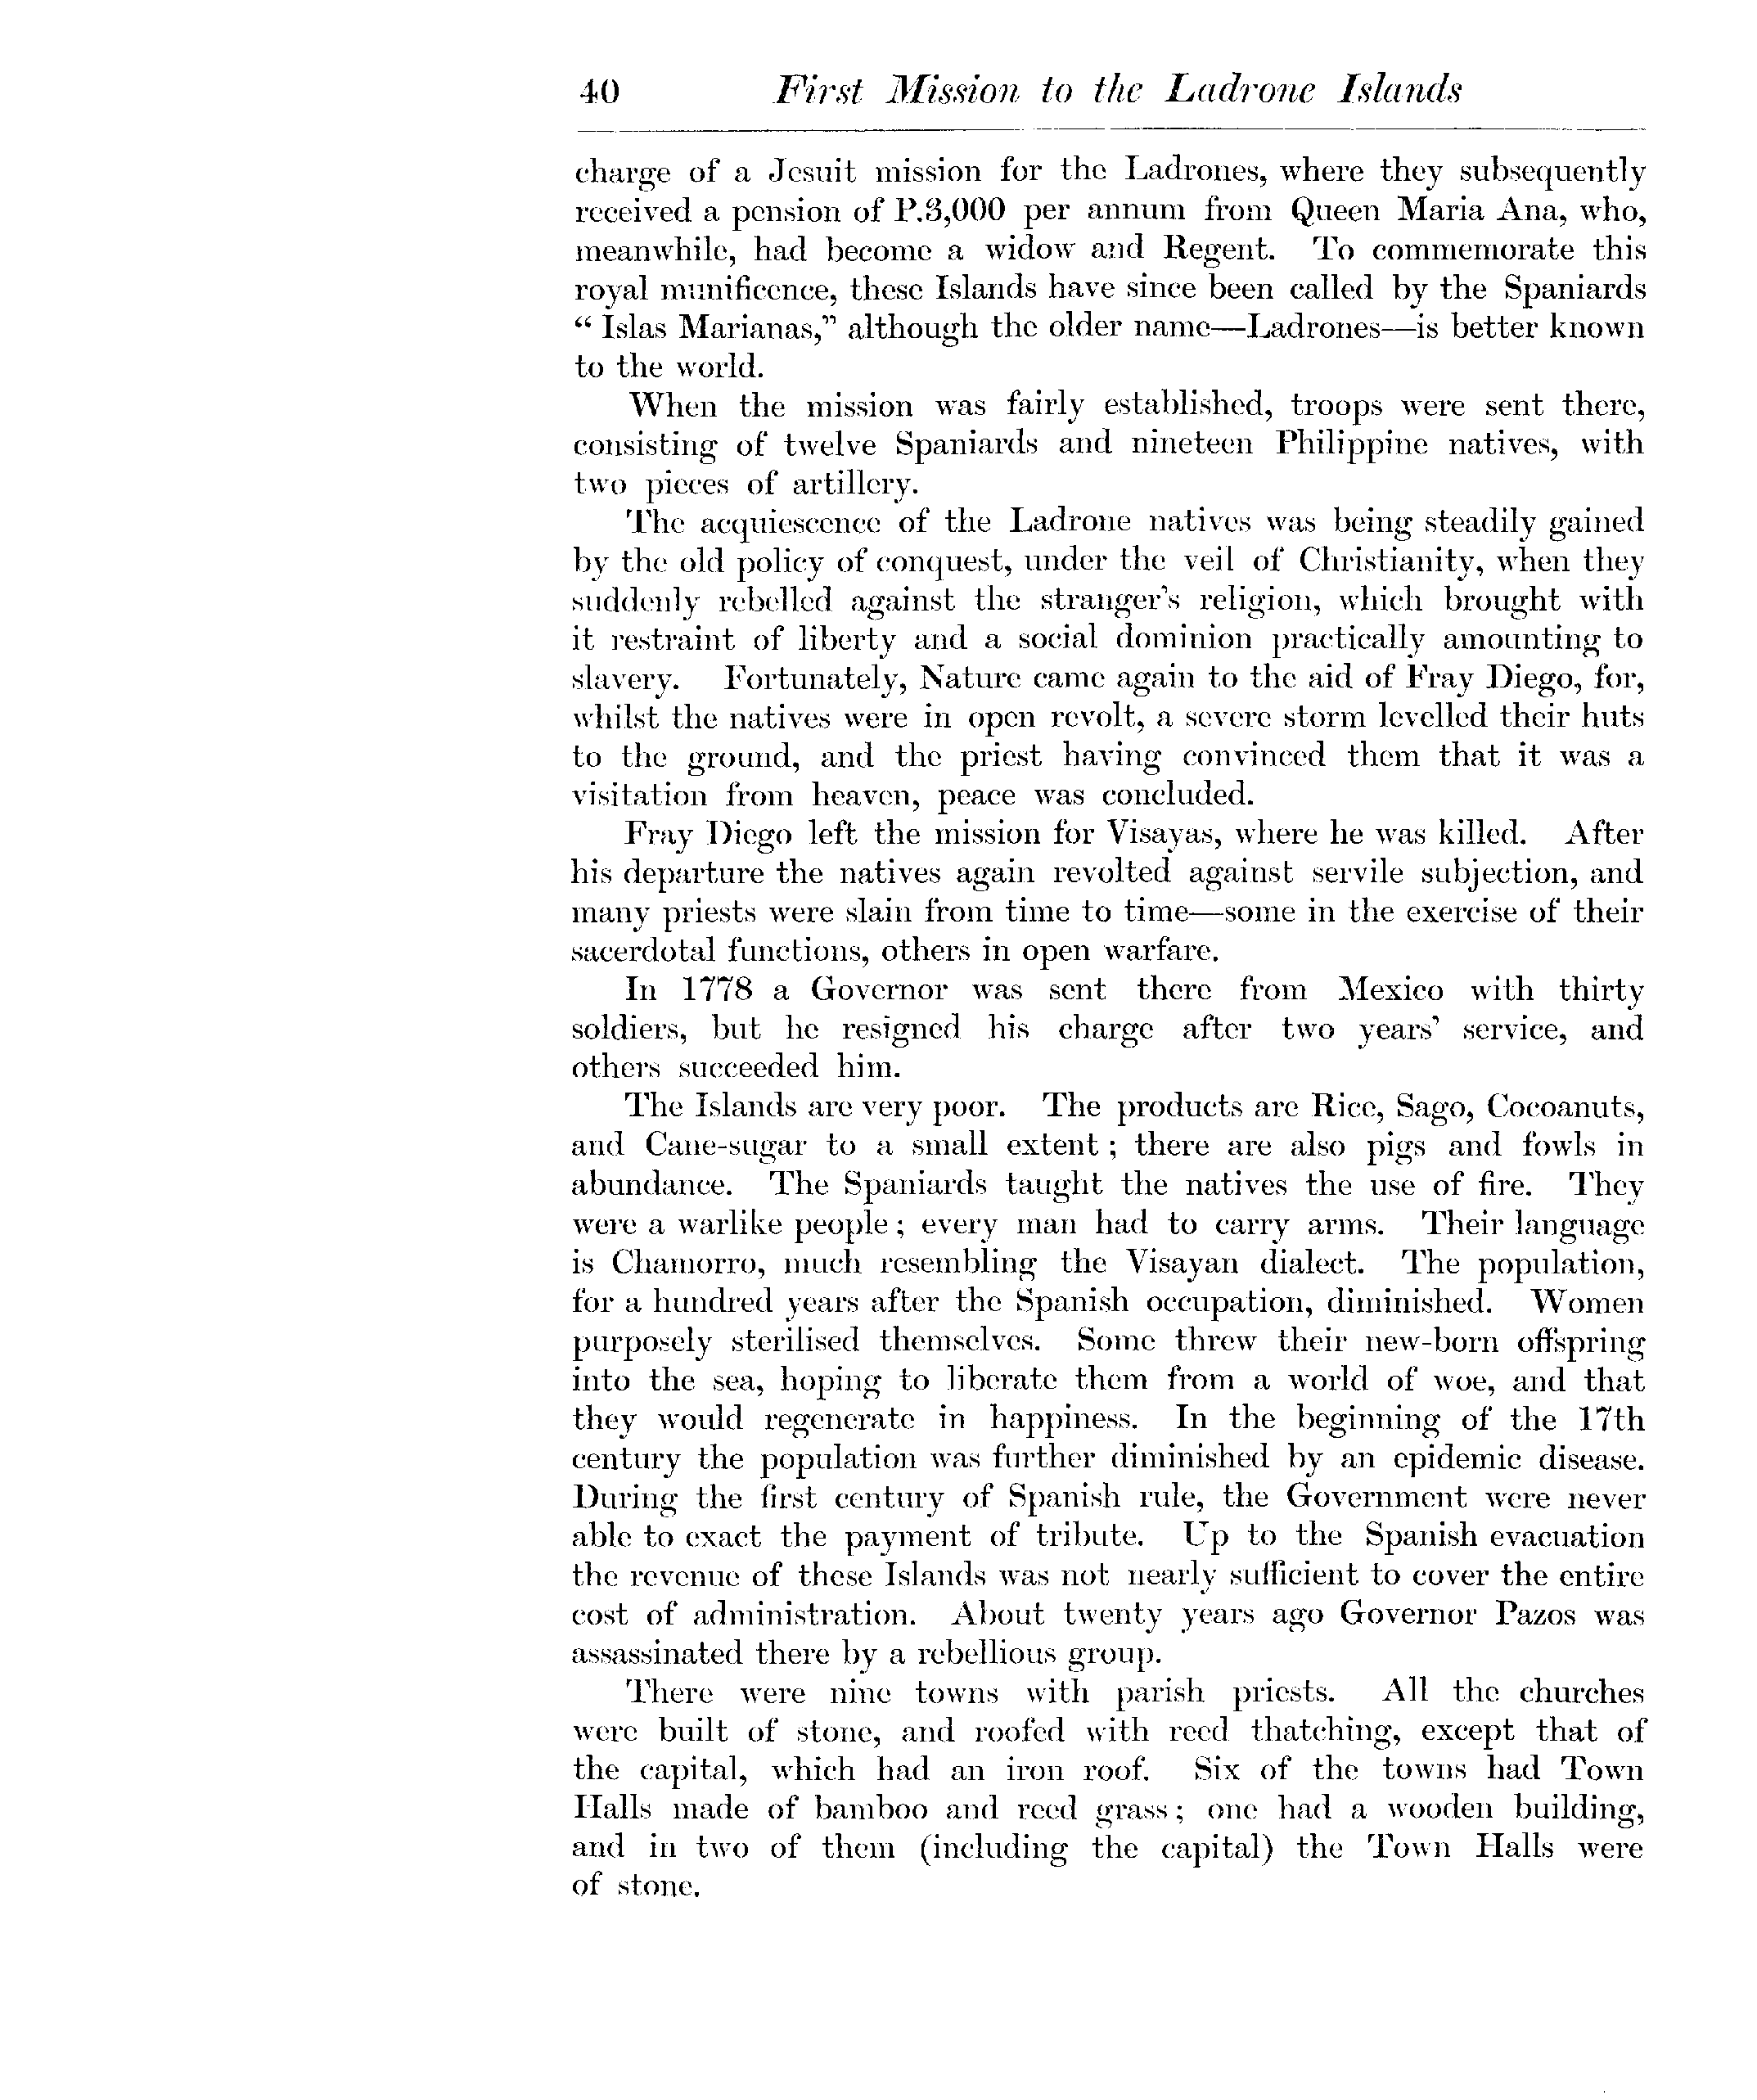 40 First Mission to the Ladrone Islands
charge of a Jesuit mission for the Ladrones, where they subsequently
received a pension of P.3,000 per annum from Queen Maria Ana, who,
meanwhile, had become a widow and Regent. To commemorate this
royal munificence, these Islands have since been called by the Spaniards
“ Islas Marianas,” although the older name—Ladrones—is better known
to the world.
When the mission was fairly established, troops were sent there,
consisting of twelve Spaniards and nineteen Philippine natives, with
two pieces of artillery.
The acquiescence of the Ladrone natives was being steadily gained
by the old policy of conquest, under the veil of Christianity, when they
suddenly rebelled against the stranger's religion, which brought with
it restraint of liberty and a social dominion practically amounting to
slavery. Fortunately, Nature came again to the aid of Fray Diego, for,
whilst the natives were in open revolt, a severe storm levelled their huts
to the ground, and the priest having convinced them that it was a
visitation from heaven, peace was concluded.
Fray Diego left the mission for Visayas, where he was killed. After
his departure the natives again revolted against servile subjection, and
many priests were slain from time to time—some in the exercise of their
sacerdotal functions, others in open warfare.
In 1778 a Governor was sent there from Mexico with thirty
soldiers, but he resigned his charge after two years' service, and
others succeeded him.
The Islands are very poor. The products are Rice, Sago, Cocoanuts,
and Cane-sugar to a small extent ; there are also pigs and fowls in
abundance. The Spaniards taught the natives the use of fire. They
were a warlike people ; every man had to carry arms. Their language
is Chamorro, much resembling the Visayan dialect. The population,
for a hundred years after the Spanish occupation, diminished. Women
purposely sterilised themselves. Some threw their new-born offspring
into the sea, hoping to liberate them from a world of woe, and that
they would regenerate in happiness. In the beginning of the 17th
century the population was further diminished by an epidemic disease.
During the first century of Spanish rule, the Government were never
able to exact the payment of tribute. Up to the Spanish evacuation
the revenue of these Islands was not nearly sufficient to cover the entire
cost of administration. About twenty years ago Governor Pazos was
assassinated there by a rebellious group.
There were nine towns with parish priests. All the churches
were built of stone, and roofed with reed thatching, except that of
the capital, which had an iron roof. Six of the towns had Town
Halls made of bamboo and reed grass ; one had a wooden building,
and in two of them (including the capital) the Town Halls were
of stone.